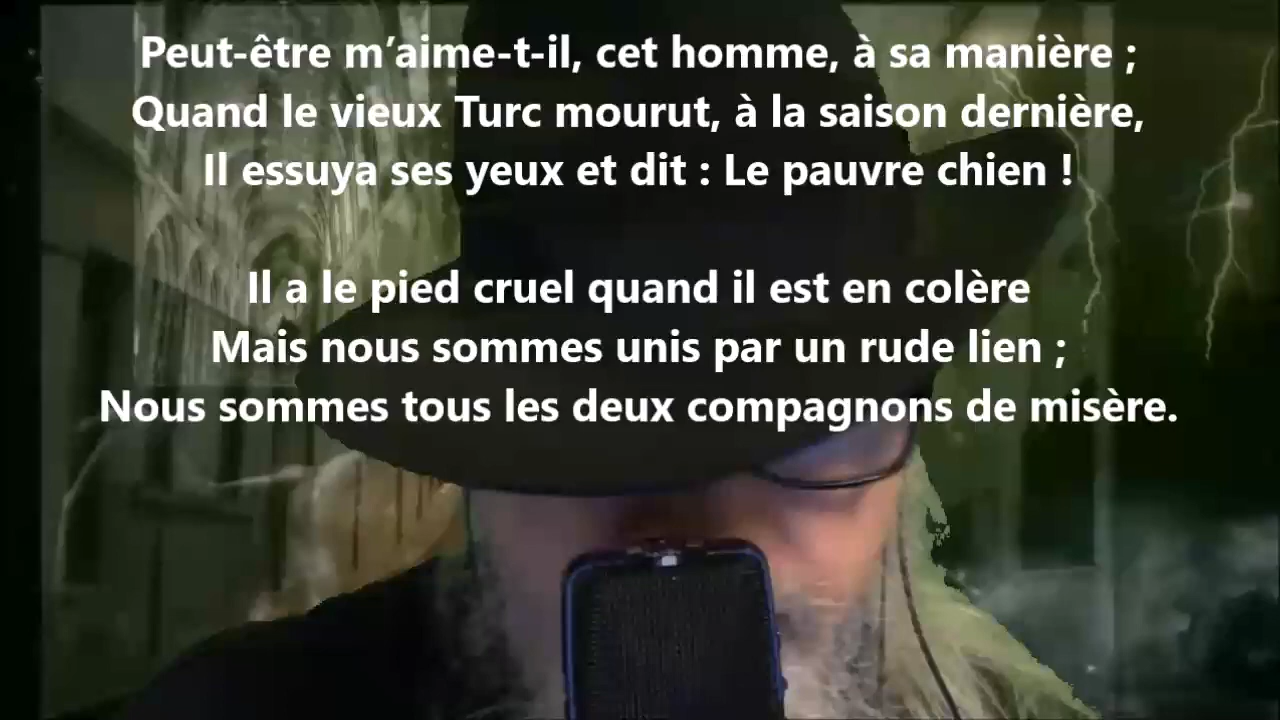 Peut-être m’aime-t-il, cet homme, à sa manière ;
Quand le vieux Turc mourut, à la saison dernière,
Il essuya ses yeux et dit : Le pauvre chien !
Il a le pied cruel quand il est en colère
Mais nous sommes unis par un rude lien ;
Nous sommes tous les deux compagnons de misère.